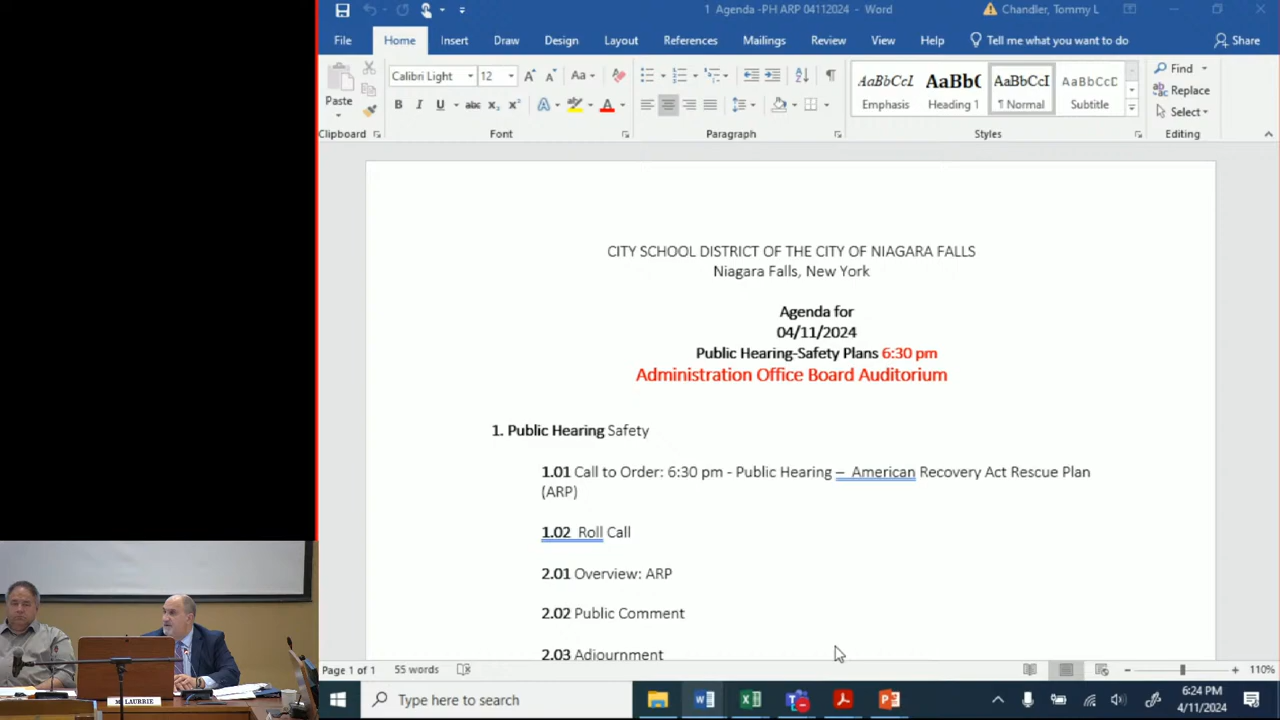 1 Agenda -PH ARP 04112024 - Word
Chandler, Tommy L
File Home Insert Draw Design Layout References Mailings Review View Help Tell me what you want to do Share
Paste
Calibri Light 12
AaBbCcI AaBb( AaBbCcI AaBbCcD
Emphasis Heading 1 ¶ Normal Subtitle
Find
Replace
Select
Clipboard Font Paragraph Styles Editing
CITY SCHOOL DISTRICT OF THE CITY OF NIAGARA FALLS
Niagara Falls, New York
Agenda for
04/11/2024
Public Hearing-Safety Plans 6:30 pm
Administration Office Board Auditorium
1. Public Hearing Safety
1.01 Call to Order: 6:30 pm - Public Hearing – American Recovery Act Rescue Plan
(ARP)
1.02 Roll Call
2.01 Overview: ARP
2.02 Public Comment
2.03 Adjournment
LAURRIE
Page 1 of 1 55 words 110%
Type here to search
6:24 PM
4/11/2024